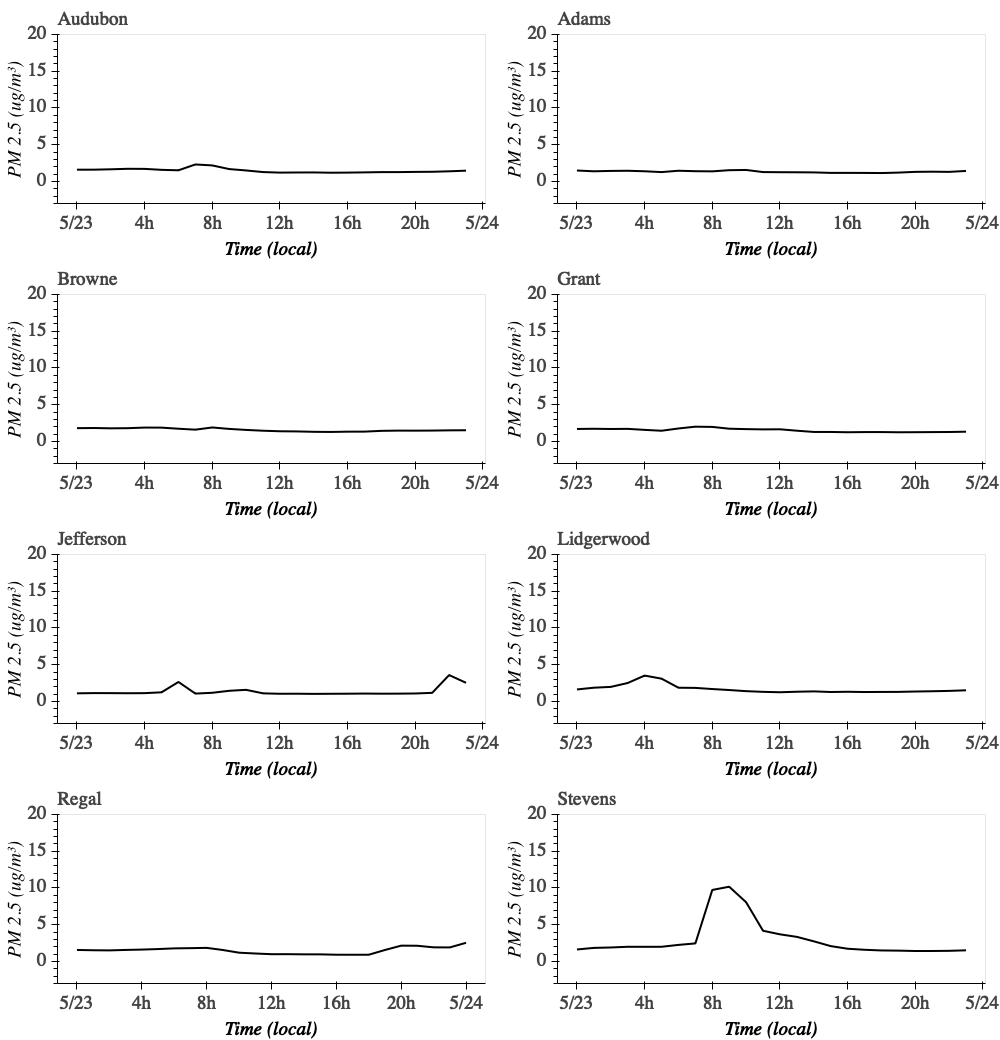 Audubon
20
15
10
5
0
PM 2.5 (ug/m³)
5/23 4h 8h 12h 16h 20h 5/24
Time (local)
Adams
20
15
10
5
0
PM 2.5 (ug/m³)
5/23 4h 8h 12h 16h 20h 5/24
Time (local)
Browne
20
15
10
5
0
PM 2.5 (ug/m³)
5/23 4h 8h 12h 16h 20h 5/24
Time (local)
Grant
20
15
10
5
0
PM 2.5 (ug/m³)
5/23 4h 8h 12h 16h 20h 5/24
Time (local)
Jefferson
20
15
10
5
0
PM 2.5 (ug/m³)
5/23 4h 8h 12h 16h 20h 5/24
Time (local)
Lidgerwood
20
15
10
5
0
PM 2.5 (ug/m³)
5/23 4h 8h 12h 16h 20h 5/24
Time (local)
Regal
20
15
10
5
0
PM 2.5 (ug/m³)
5/23 4h 8h 12h 16h 20h 5/24
Time (local)
Stevens
20
15
10
5
0
PM 2.5 (ug/m³)
5/23 4h 8h 12h 16h 20h 5/24
Time (local)